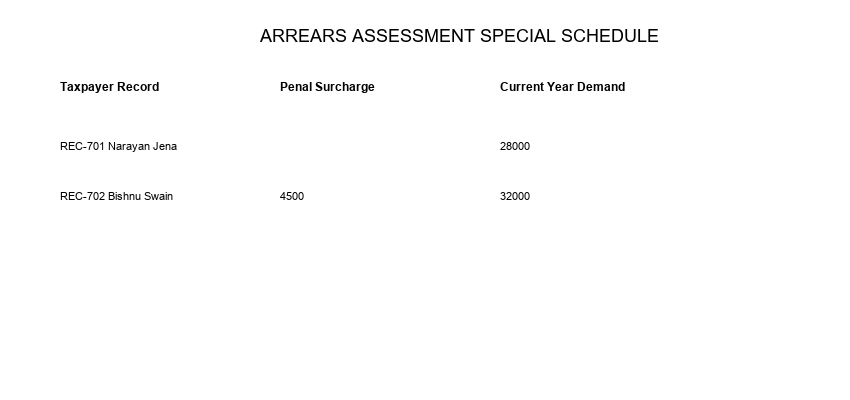 ARREARS ASSESSMENT SPECIAL SCHEDULE
Taxpayer Record Penal Surcharge Current Year Demand
REC-701 Narayan Jena 28000
REC-702 Bishnu Swain 4500 32000